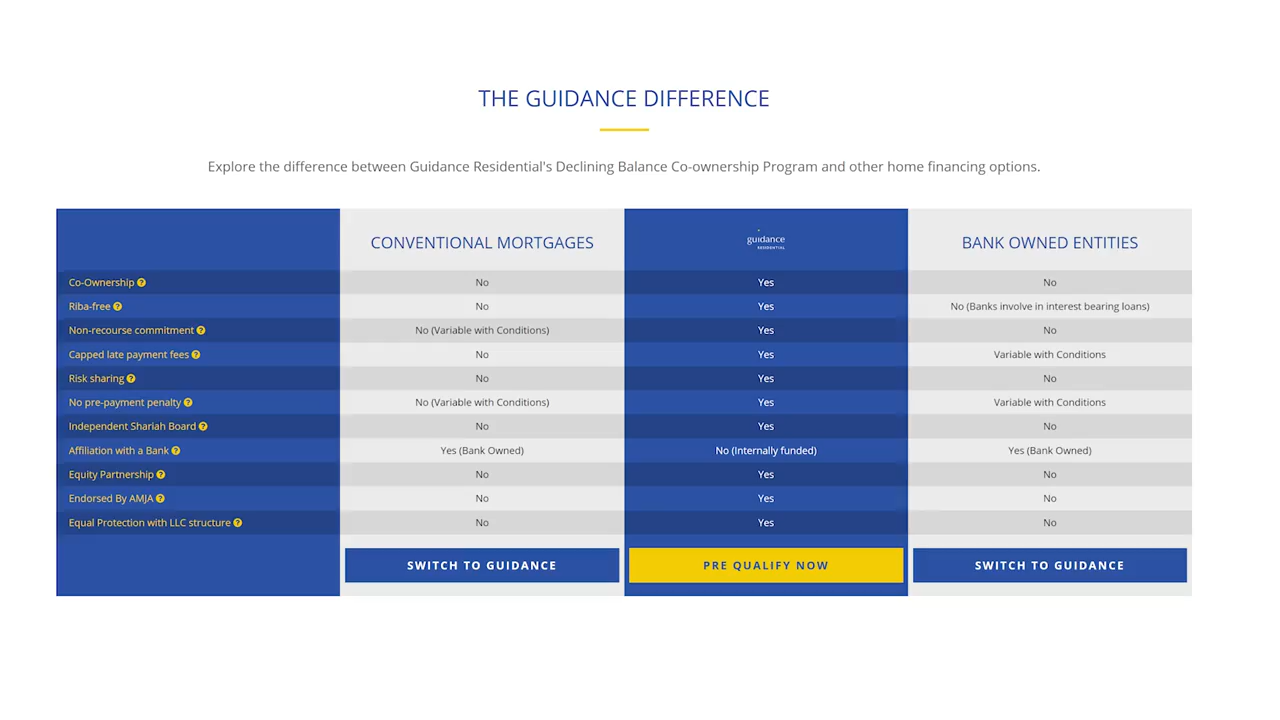 THE GUIDANCE DIFFERENCE
Explore the difference between Guidance Residential's Declining Balance Co-ownership Program and other home financing options.
CONVENTIONAL MORTGAGES guidance RESIDENTIAL BANK OWNED ENTITIES
Co-Ownership ? No Yes No
Riba-free ? No Yes No (Banks involve in interest bearing loans)
Non-recourse commitment ? No (Variable with Conditions) Yes No
Capped late payment fees ? No Yes Variable with Conditions
Risk sharing ? No Yes No
No pre-payment penalty ? No (Variable with Conditions) Yes Variable with Conditions
Independent Shariah Board ? No Yes No
Affiliation with a Bank ? Yes (Bank Owned) No (Internally funded) Yes (Bank Owned)
Equity Partnership ? No Yes No
Endorsed By AMJA ? No Yes No
Equal Protection with LLC structure ? No Yes No
SWITCH TO GUIDANCE PRE QUALIFY NOW SWITCH TO GUIDANCE